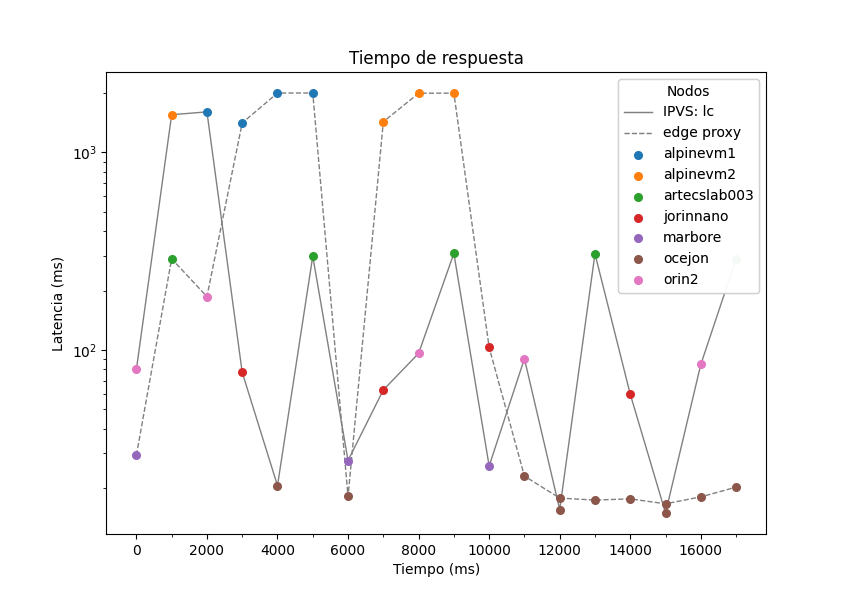 Tiempo de respuesta
Nodos
IPVS: lc
edge proxy
alpinevm1
alpinevm2
artecslab003
jorinnano
marbore
ocejon
orin2
Latencia (ms)
10³
10²
0 2000 4000 6000 8000 10000 12000 14000 16000
Tiempo (ms)